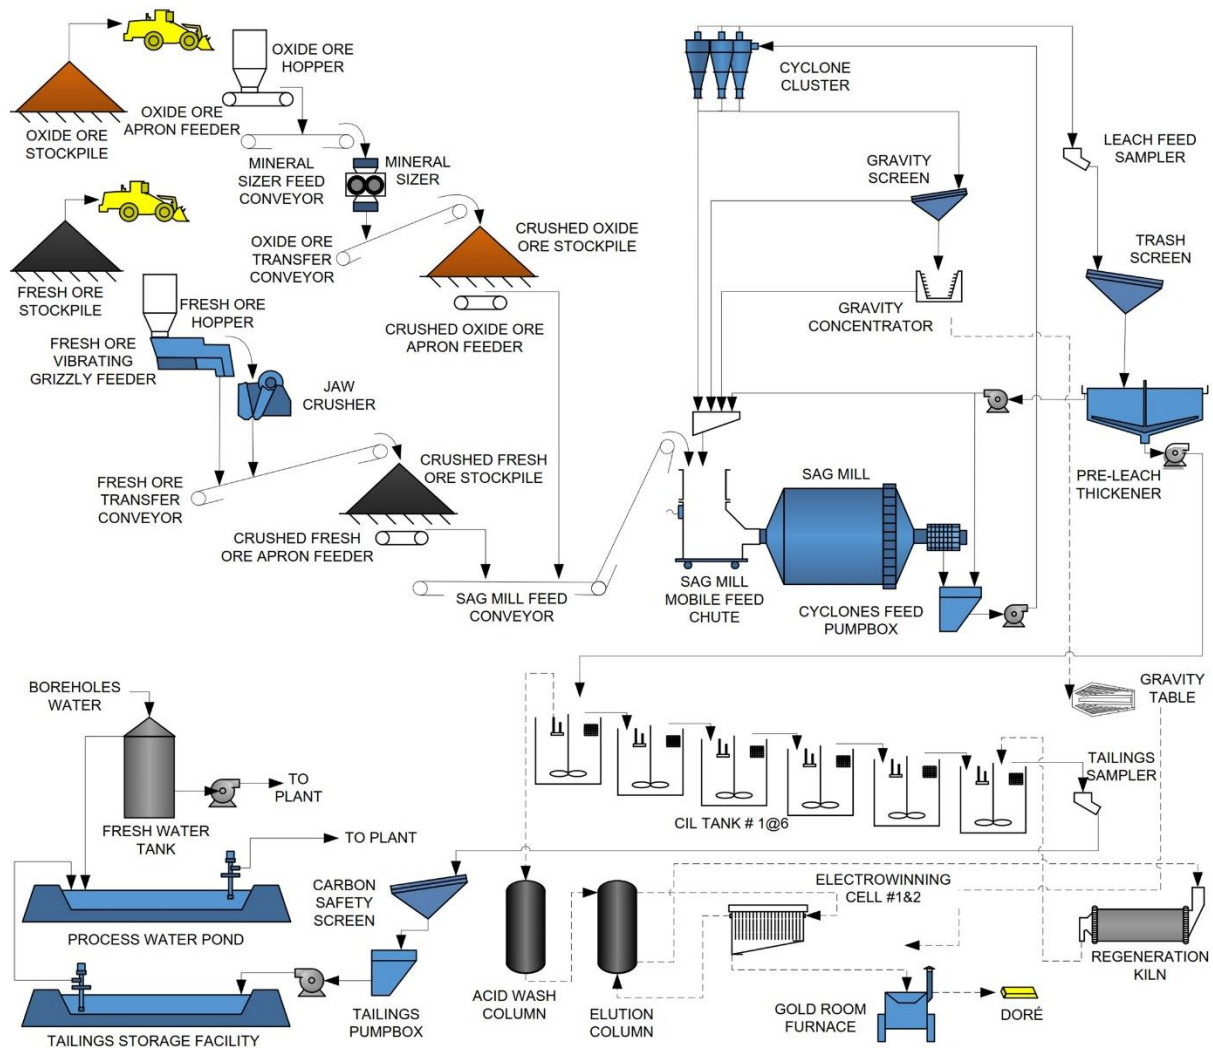 OXIDE ORE
HOPPER
OXIDE ORE
APRON FEEDER
OXIDE ORE
STOCKPILE
MINERAL
SIZER FEED
CONVEYOR
MINERAL
SIZER
OXIDE ORE
TRANSFER
CONVEYOR
CRUSHED OXIDE
ORE STOCKPILE
CRUSHED OXIDE ORE
APRON FEEDER
FRESH ORE
STOCKPILE
FRESH ORE
HOPPER
FRESH ORE
VIBRATING
GRIZZLY FEEDER
JAW
CRUSHER
FRESH ORE
TRANSFER
CONVEYOR
CRUSHED FRESH
ORE STOCKPILE
CRUSHED FRESH
ORE APRON FEEDER
SAG MILL FEED
CONVEYOR
CYCLONE
CLUSTER
GRAVITY
SCREEN
GRAVITY
CONCENTRATOR
LEACH FEED
SAMPLER
TRASH
SCREEN
PRE-LEACH
THICKENER
SAG MILL
SAG MILL
MOBILE FEED
CHUTE
CYCLONES FEED
PUMPBOX
BOREHOLES
WATER
TO
PLANT
FRESH WATER
TANK
TO PLANT
PROCESS WATER POND
TAILINGS STORAGE FACILITY
CARBON
SAFETY
SCREEN
TAILINGS
PUMPBOX
GRAVITY
TABLE
TAILINGS
SAMPLER
CIL TANK # 1@6
ACID WASH
COLUMN
ELUTION
COLUMN
ELECTROWINNING
CELL #1&2
GOLD ROOM
FURNACE
DORÉ
REGENERATION
KILN